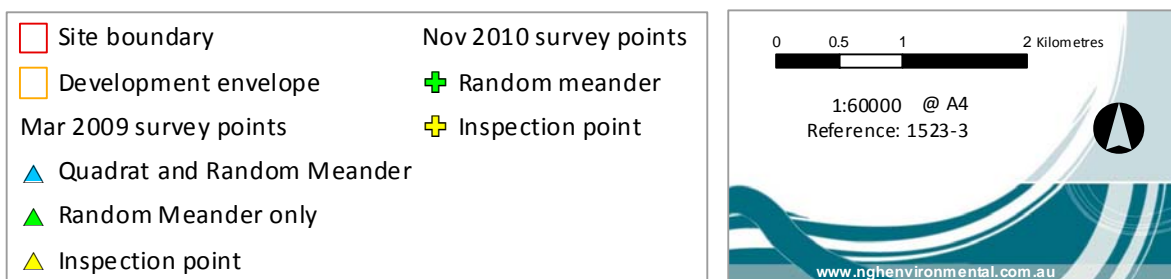 Site boundary
Development envelope
Mar 2009 survey points
Quadrat and Random Meander
Random Meander only
Inspection point
Nov 2010 survey points
Random meander
Inspection point
0 0.5 1 2 Kilometres
1:60000 @ A4
Reference: 1523-3
www.nghenvironmental.com.au